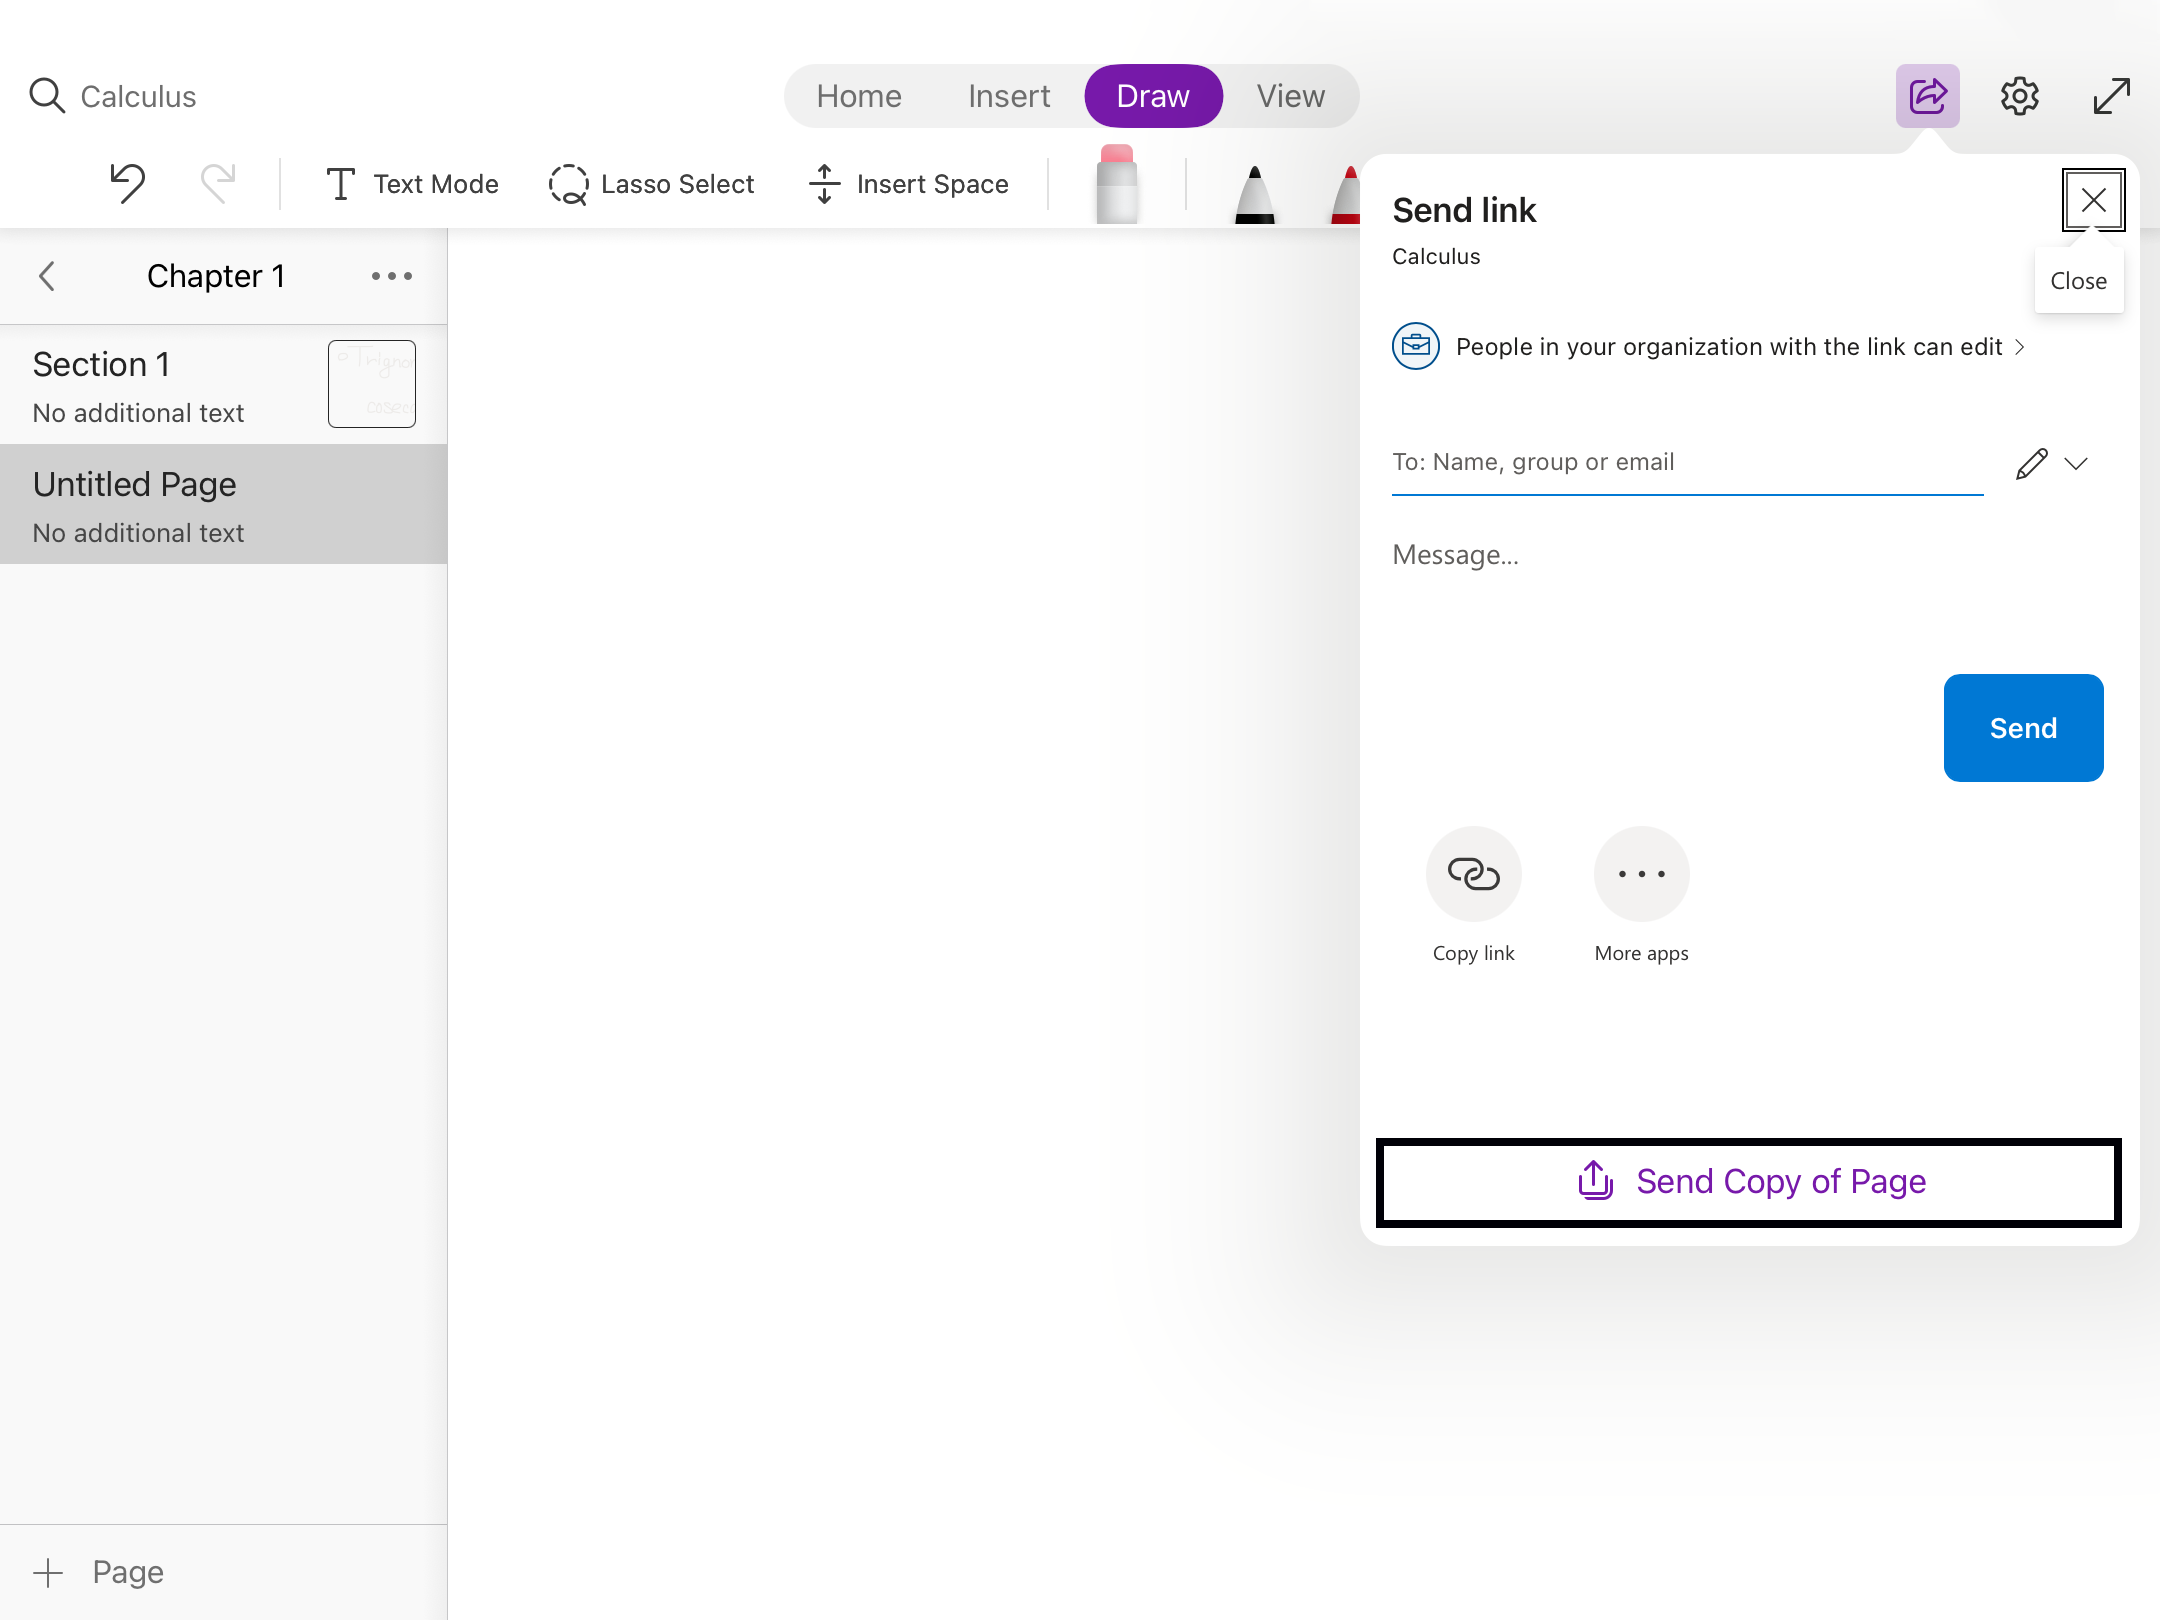 Calculus
Home Insert Draw View
Text Mode Lasso Select Insert Space
Chapter 1
Section 1
No additional text
Untitled Page
No additional text
Page
Send link
Calculus
Close
People in your organization with the link can edit
To: Name, group or email
Message...
Send
Copy link More apps
Send Copy of Page